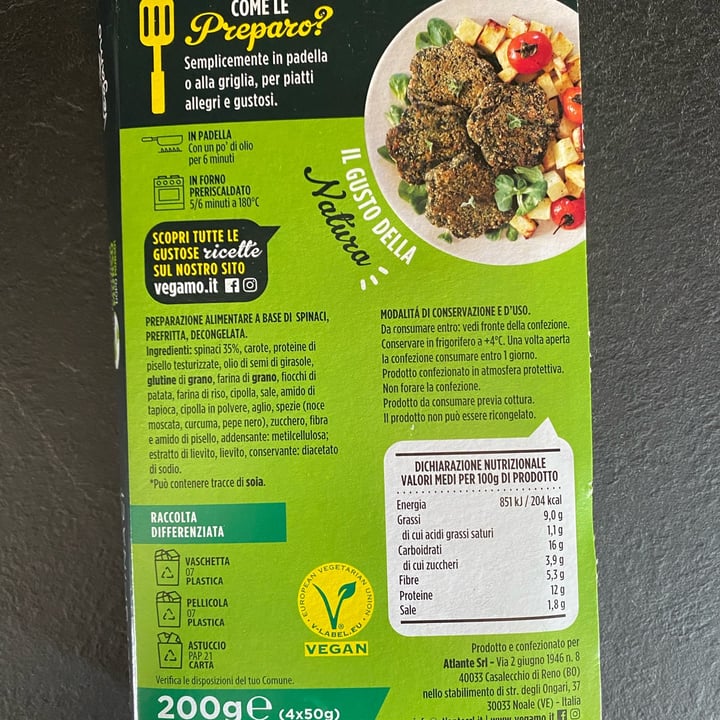 COME LE
Preparo?
Semplicemente in padella
o alla griglia, per piatti
allegri e gustosi.
IN PADELLA
Con un po' di olio
per 6 minuti
IN FORNO
PRERISCALDATO
5/6 minuti a 180°C
IL GUSTO DELLA
Natura
SCOPRI TUTTE LE
GUSTOSE ricette
SUL NOSTRO SITO
vegamo.it
PREPARAZIONE ALIMENTARE A BASE DI SPINACI,
PREFRITTA, DECONGELATA.
Ingredienti: spinaci 35%, carote, proteine di
pisello testurizzate, olio di semi di girasole,
glutine di grano, farina di grano, fiocchi di
patata, farina di riso, cipolla, sale, amido di
tapioca, cipolla in polvere, aglio, spezie (noce
moscata, curcuma, pepe nero), zucchero, fibra
e amido di pisello, addensante: metilcellulosa;
estratto di lievito, lievito, conservante: diacetato
di sodio.
*Può contenere tracce di soia.
MODALITÁ DI CONSERVAZIONE E D'USO.
Da consumare entro: vedi fronte della confezione.
Conservare in frigorifero a +4°C. Una volta aperta
la confezione consumare entro 1 giorno.
Prodotto confezionato in atmosfera protettiva.
Non forare la confezione.
Prodotto da consumare previa cottura.
Il prodotto non può essere ricongelato.
DICHIARAZIONE NUTRIZIONALE
VALORI MEDI PER 100g DI PRODOTTO
Energia 851 kJ / 204 kcal
Grassi 9,0 g
di cui acidi grassi saturi 1,1 g
Carboidrati 16 g
di cui zuccheri 3,9 g
Fibre 5,3 g
Proteine 12 g
Sale 1,8 g
RACCOLTA
DIFFERENZIATA
VASCHETTA
07
PLASTICA
PELLICOLA
07
PLASTICA
ASTUCCIO
PAP 21
CARTA
Verifica le disposizioni del tuo Comune.
EUROPEAN VEGETARIAN UNION
V-LABEL.EU
VEGAN
200g e (4x50g)
Prodotto e confezionato per
Atlante Srl - Via 2 giugno 1946 n. 8
40033 Casalecchio di Reno (BO)
nello stabilimento di str. degli Ongari, 37
30033 Noale (VE) - Italia
www.vegamo.it